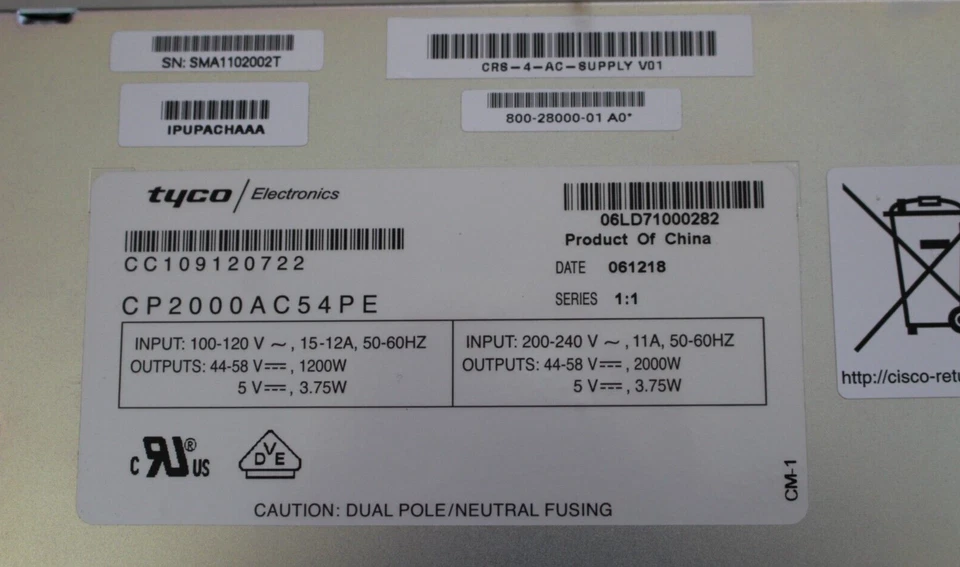 SN: SMA1102002T
CRS-4-AC-SUPPLY V01
IPUPACHAAA
800-28000-01 A0*
tyco / Electronics
06LD71000282
Product Of China
CC109120722
DATE 061218
CP2000AC54PE
SERIES 1:1
INPUT: 100-120 V ~, 15-12A, 50-60HZ
OUTPUTS: 44-58 V⎓, 1200W
5 V⎓, 3.75W
INPUT: 200-240 V ~, 11A, 50-60HZ
OUTPUTS: 44-58 V⎓, 2000W
5 V⎓, 3.75W
C RU® US
DVE
CM-1
CAUTION: DUAL POLE/NEUTRAL FUSING
http://cisco-retu